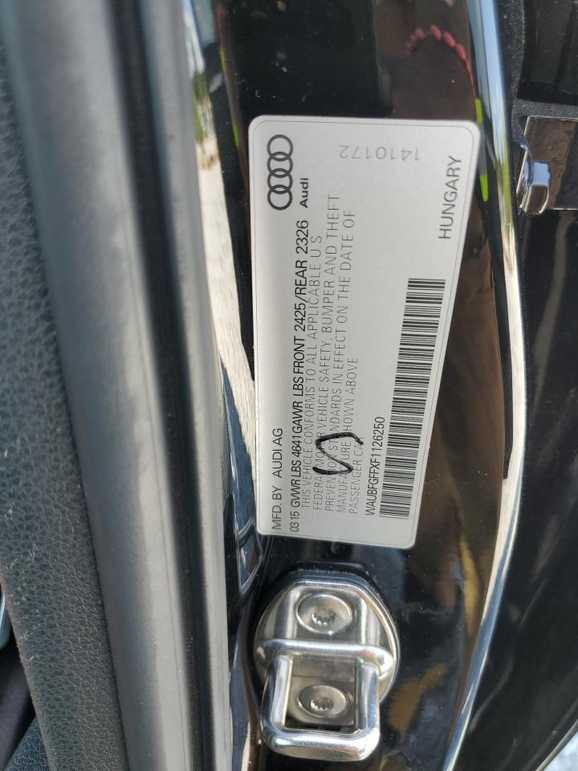 Audi
1410172
MFD. BY AUDI AG
03 15 GVWR LBS 4641 GAWR LBS FRONT 2425/REAR 2326
THIS VEHICLE CONFORMS TO ALL APPLICABLE U S
FEDERAL MOTOR VEHICLE SAFETY, BUMPER AND THEFT
PREVENTION STANDARDS IN EFFECT ON THE DATE OF
MANUFACTURE SHOWN ABOVE
PASSENGER CAR
WAUBFGFFXF1126250
HUNGARY